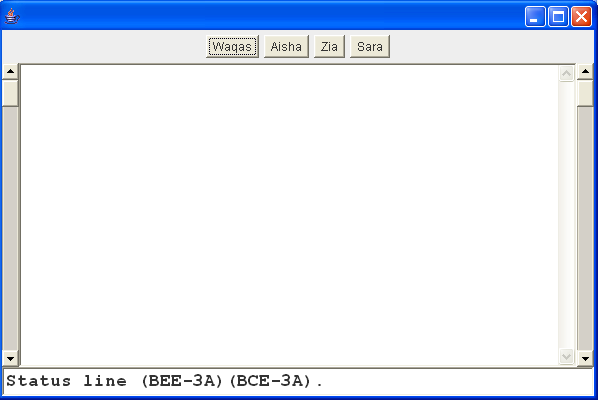 Waqas Aisha Zia Sara
Status line (BEE-3A)(BCE-3A).